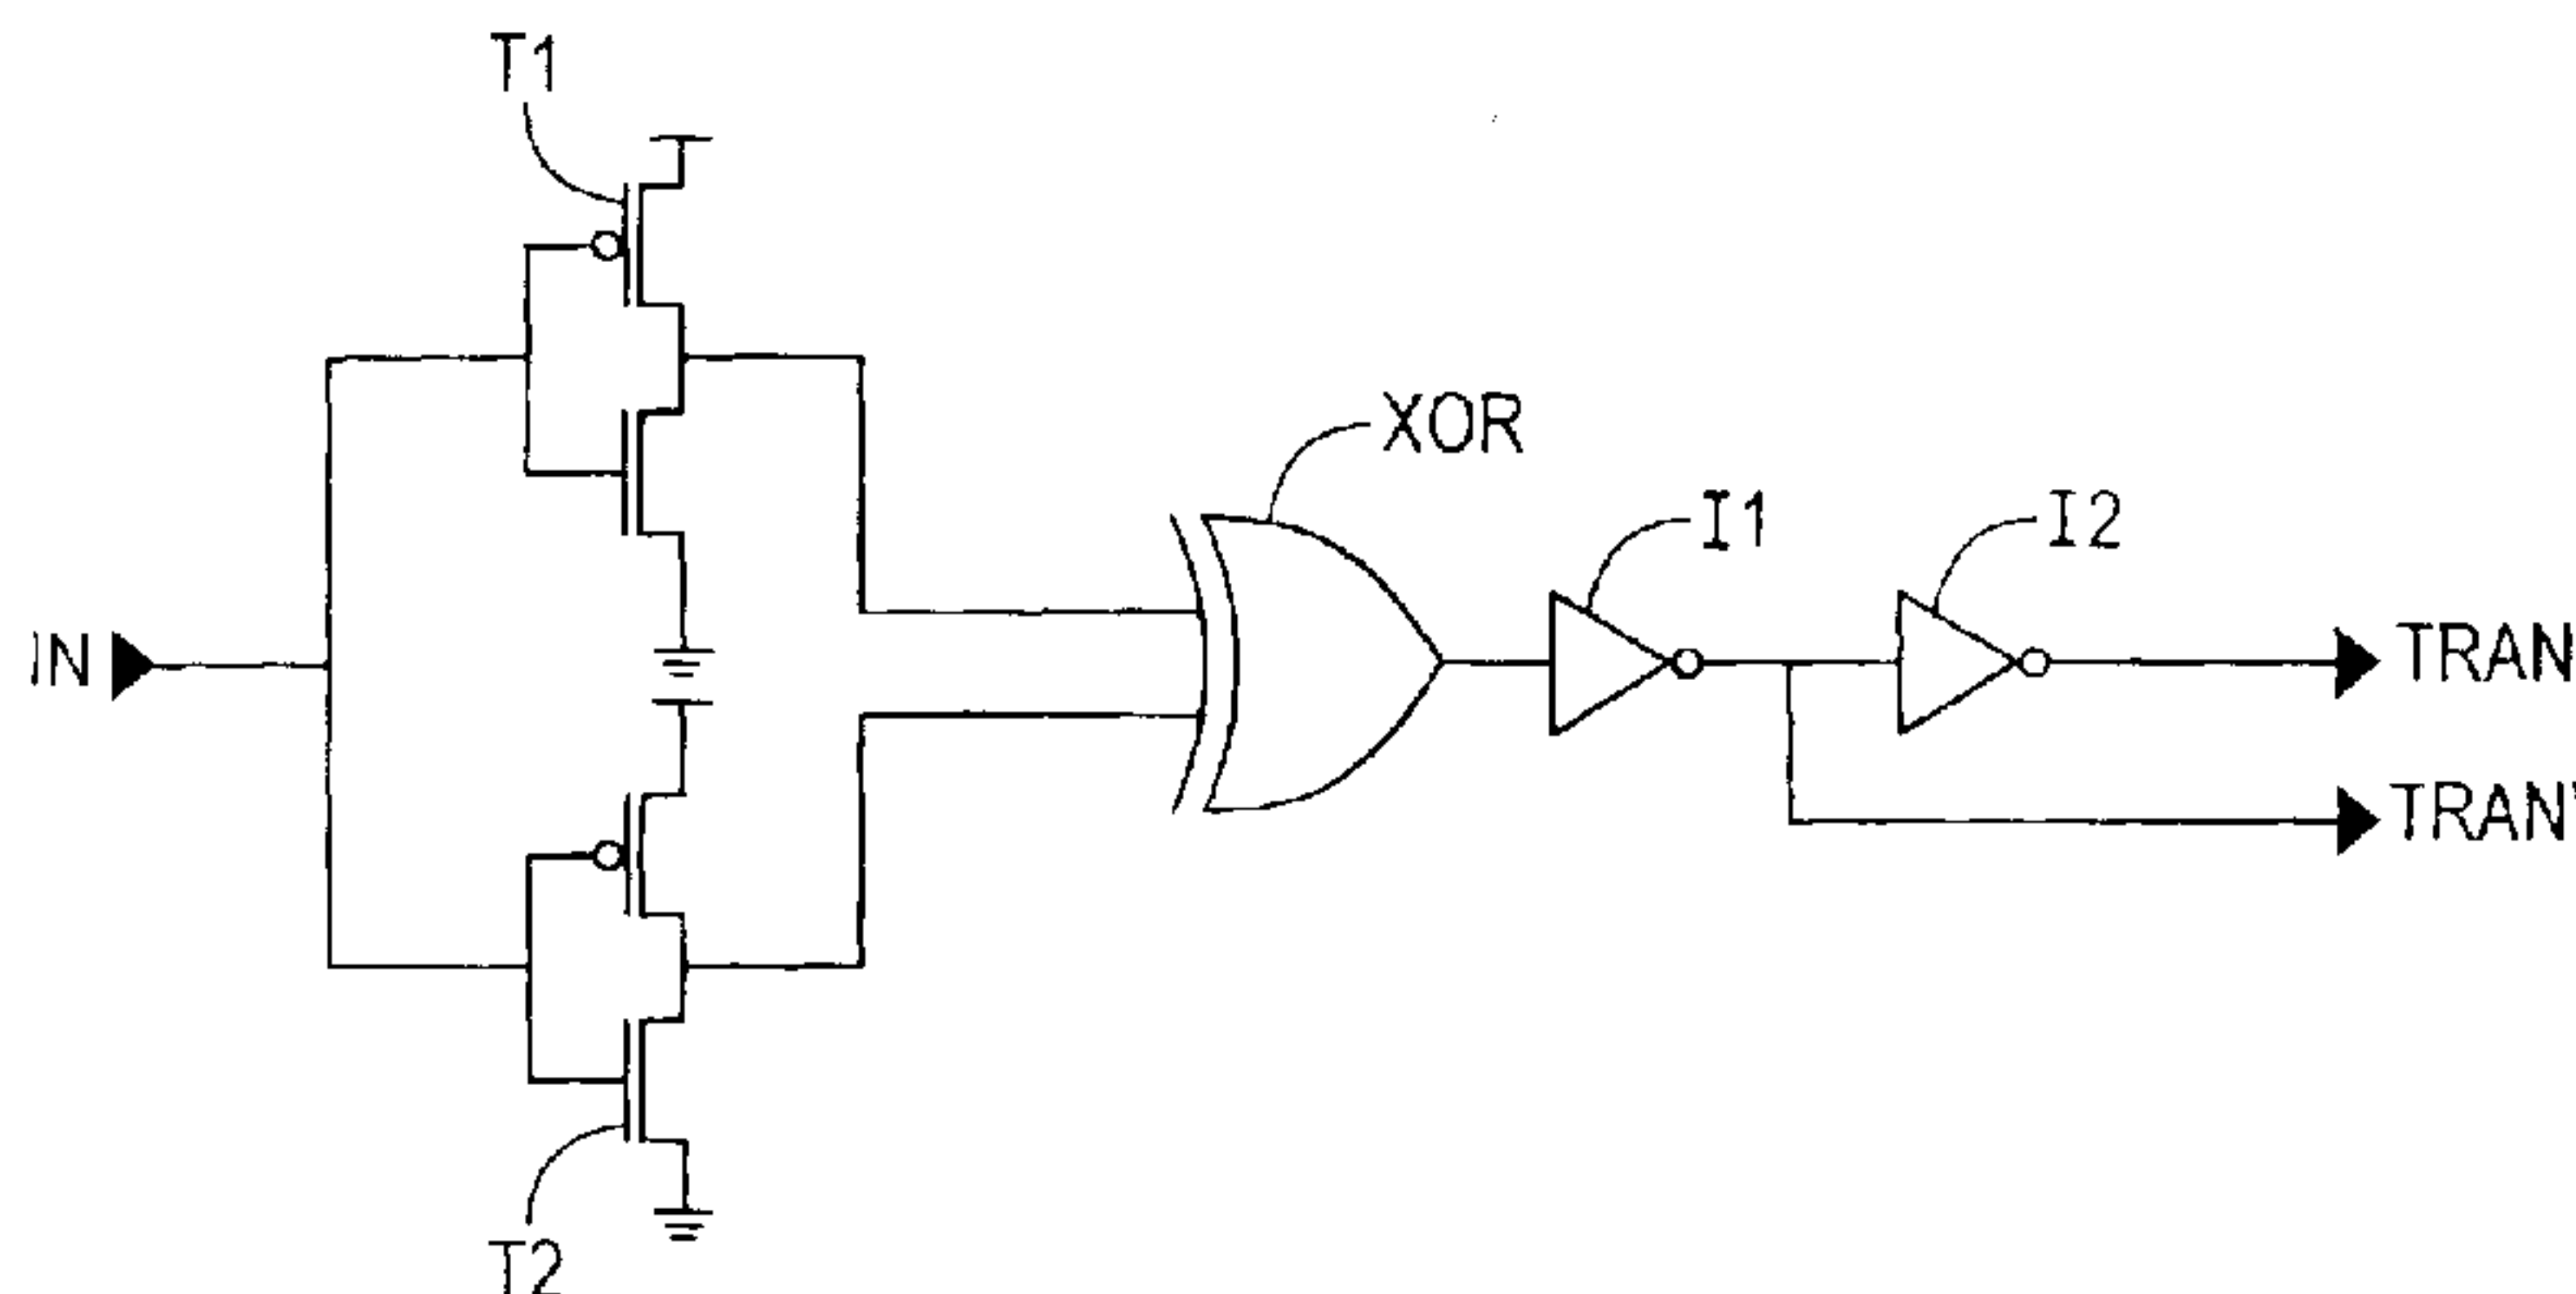 T1
XOR
I1
I2
IN
TRAN
TRAN'
T2